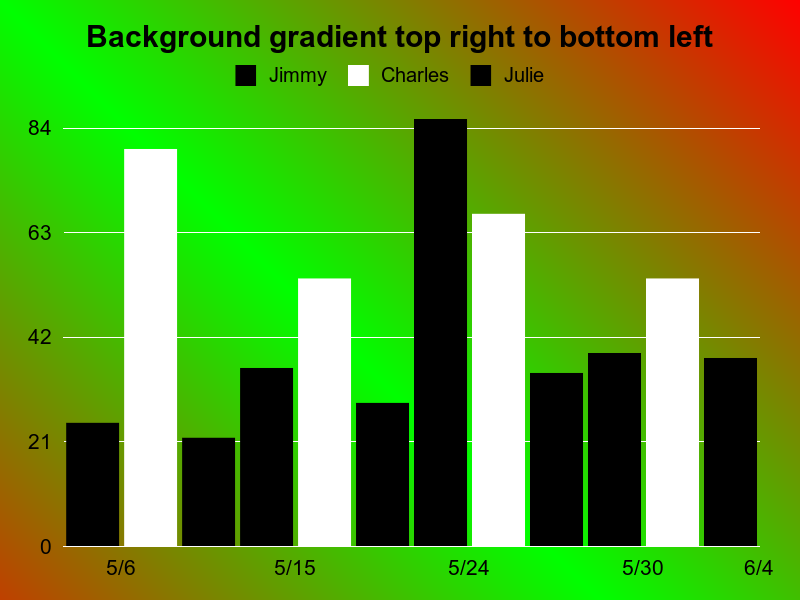 Background gradient top right to bottom left
Jimmy Charles Julie
84
63
42
21
0
5/6 5/15 5/24 5/30 6/4